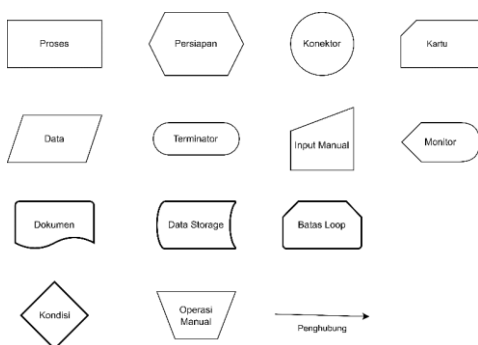 Proses
Persiapan
Konektor
Kartu
Data
Terminator
Input Manual
Monitor
Dokumen
Data Storage
Batas Loop
Kondisi
Operasi
Manual
Penghubung